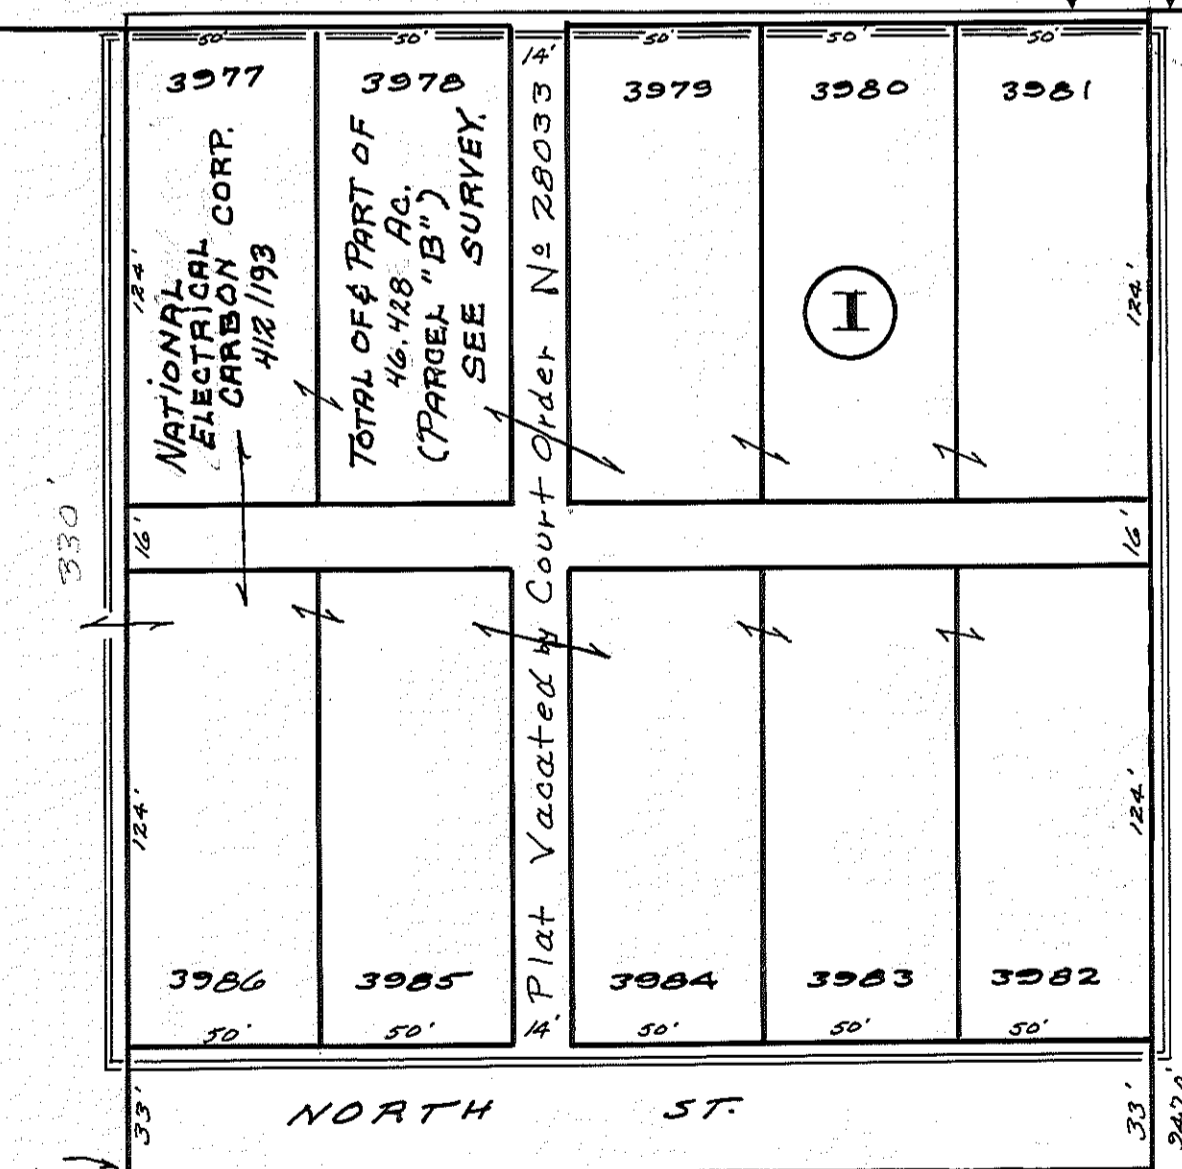 50' 50' 14' 50' 50' 50'
3977 3978 3979 3980 3981
NATIONAL
ELECTRICAL
CARBON CORP.
412/193
TOTAL OF & PART OF
46.428 AC.
(PARCEL "B")
SEE SURVEY.
Plat Vacated by Court Order No 28033
I
124' 124'
330'
16' 16'
124' 124'
3986 3985 3984 3983 3982
50' 50' 14' 50' 50' 50'
33' NORTH ST. 33'